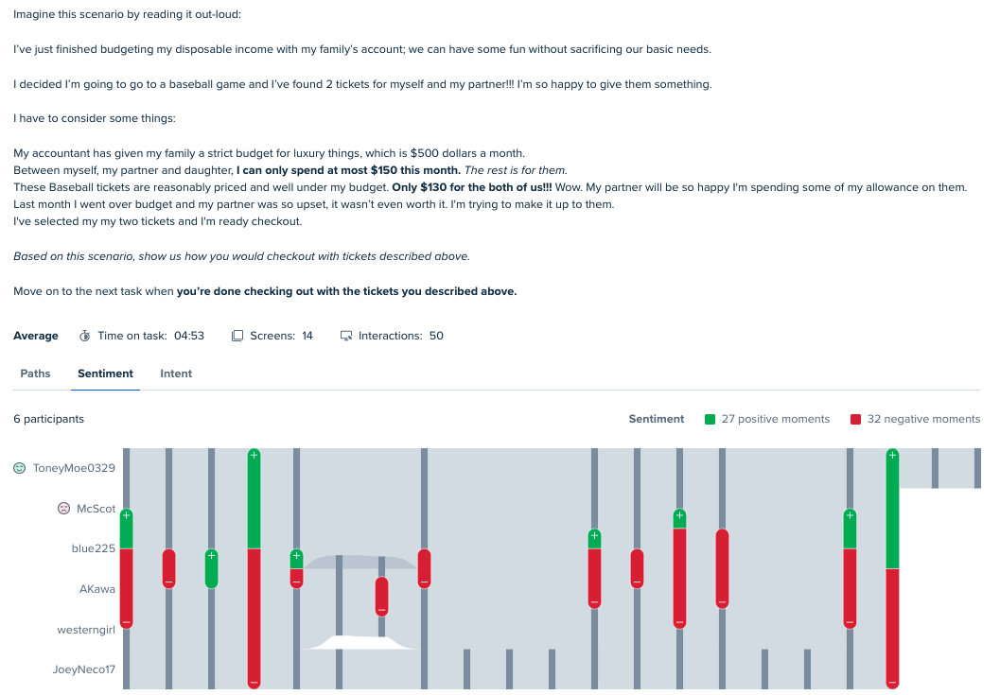 Imagine this scenario by reading it out-loud:
I've just finished budgeting my disposable income with my family's account; we can have some fun without sacrificing our basic needs.
I decided I'm going to go to a baseball game and I've found 2 tickets for myself and my partner!!! I'm so happy to give them something.
I have to consider some things:
My accountant has given my family a strict budget for luxury things, which is $500 dollars a month.
Between myself, my partner and daughter, I can only spend at most $150 this month. The rest is for them.
These Baseball tickets are reasonably priced and well under my budget. Only $130 for the both of us!!! Wow. My partner will be so happy I'm spending some of my allowance on them.
Last month I went over budget and my partner was so upset, it wasn't even worth it. I'm trying to make it up to them.
I've selected my my two tickets and I'm ready checkout.
Based on this scenario, show us how you would checkout with tickets described above.
Move on to the next task when you're done checking out with the tickets you described above.
Average Time on task: 04:53 Screens: 14 Interactions: 50
Paths Sentiment Intent
6 participants Sentiment 27 positive moments 32 negative moments
ToneyMoe0329
McScot
blue225
AKawa
westerngirl
JoeyNeco17